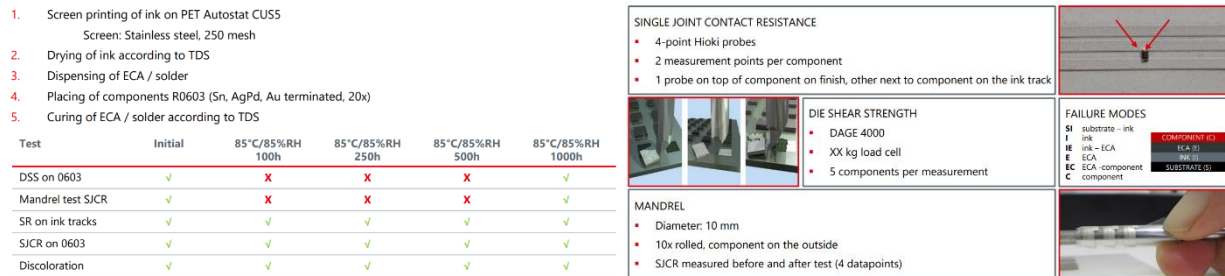 1. Screen printing of ink on PET Autostat CUS5
Screen: Stainless steel, 250 mesh
2. Drying of ink according to TDS
3. Dispensing of ECA / solder
4. Placing of components R0603 (Sn, AgPd, Au terminated, 20x)
5. Curing of ECA / solder according to TDS
Test Initial 85°C/85%RH 100h 85°C/85%RH 250h 85°C/85%RH 500h 85°C/85%RH 1000h
DSS on 0603 √ X X X √
Mandrel test SJCR √ X X X √
SR on ink tracks √ √ √ √ √
SJCR on 0603 √ √ √ √ √
Discoloration √ √ √ √ √
SINGLE JOINT CONTACT RESISTANCE
▪ 4-point Hioki probes
▪ 2 measurement points per component
▪ 1 probe on top of component on finish, other next to component on the ink track
DIE SHEAR STRENGTH
▪ DAGE 4000
▪ XX kg load cell
▪ 5 components per measurement
FAILURE MODES
SI substrate – ink
I ink
IE ink – ECA
E ECA
EC ECA -component
C component
COMPONENT (C)
ECA (E)
INK (I)
SUBSTRATE (S)
MANDREL
▪ Diameter: 10 mm
▪ 10x rolled, component on the outside
▪ SJCR measured before and after test (4 datapoints)